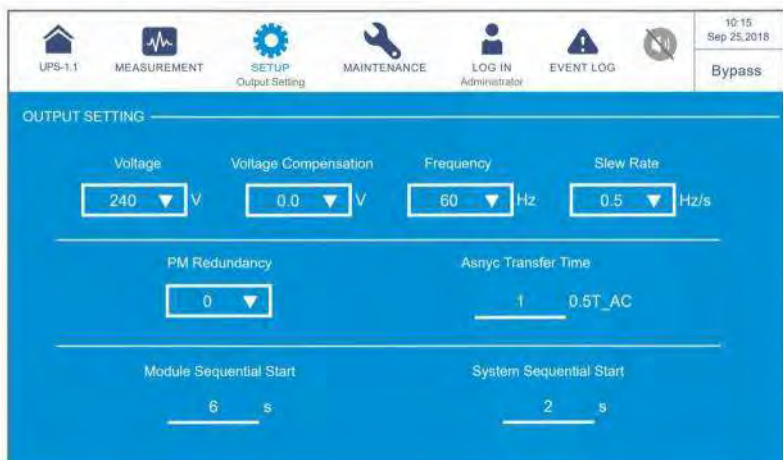 10:15
Sep 25,2018
UPS-1.1 MEASUREMENT SETUP MAINTENANCE LOG IN EVENT LOG
Output Setting Administrator
Bypass
OUTPUT SETTING
Voltage Voltage Compensation Frequency Slew Rate
240 V 0.0 V 60 Hz 0.5 Hz/s
PM Redundancy Asnyc Transfer Time
0 1 0.5T_AC
Module Sequential Start System Sequential Start
6 s 2 s